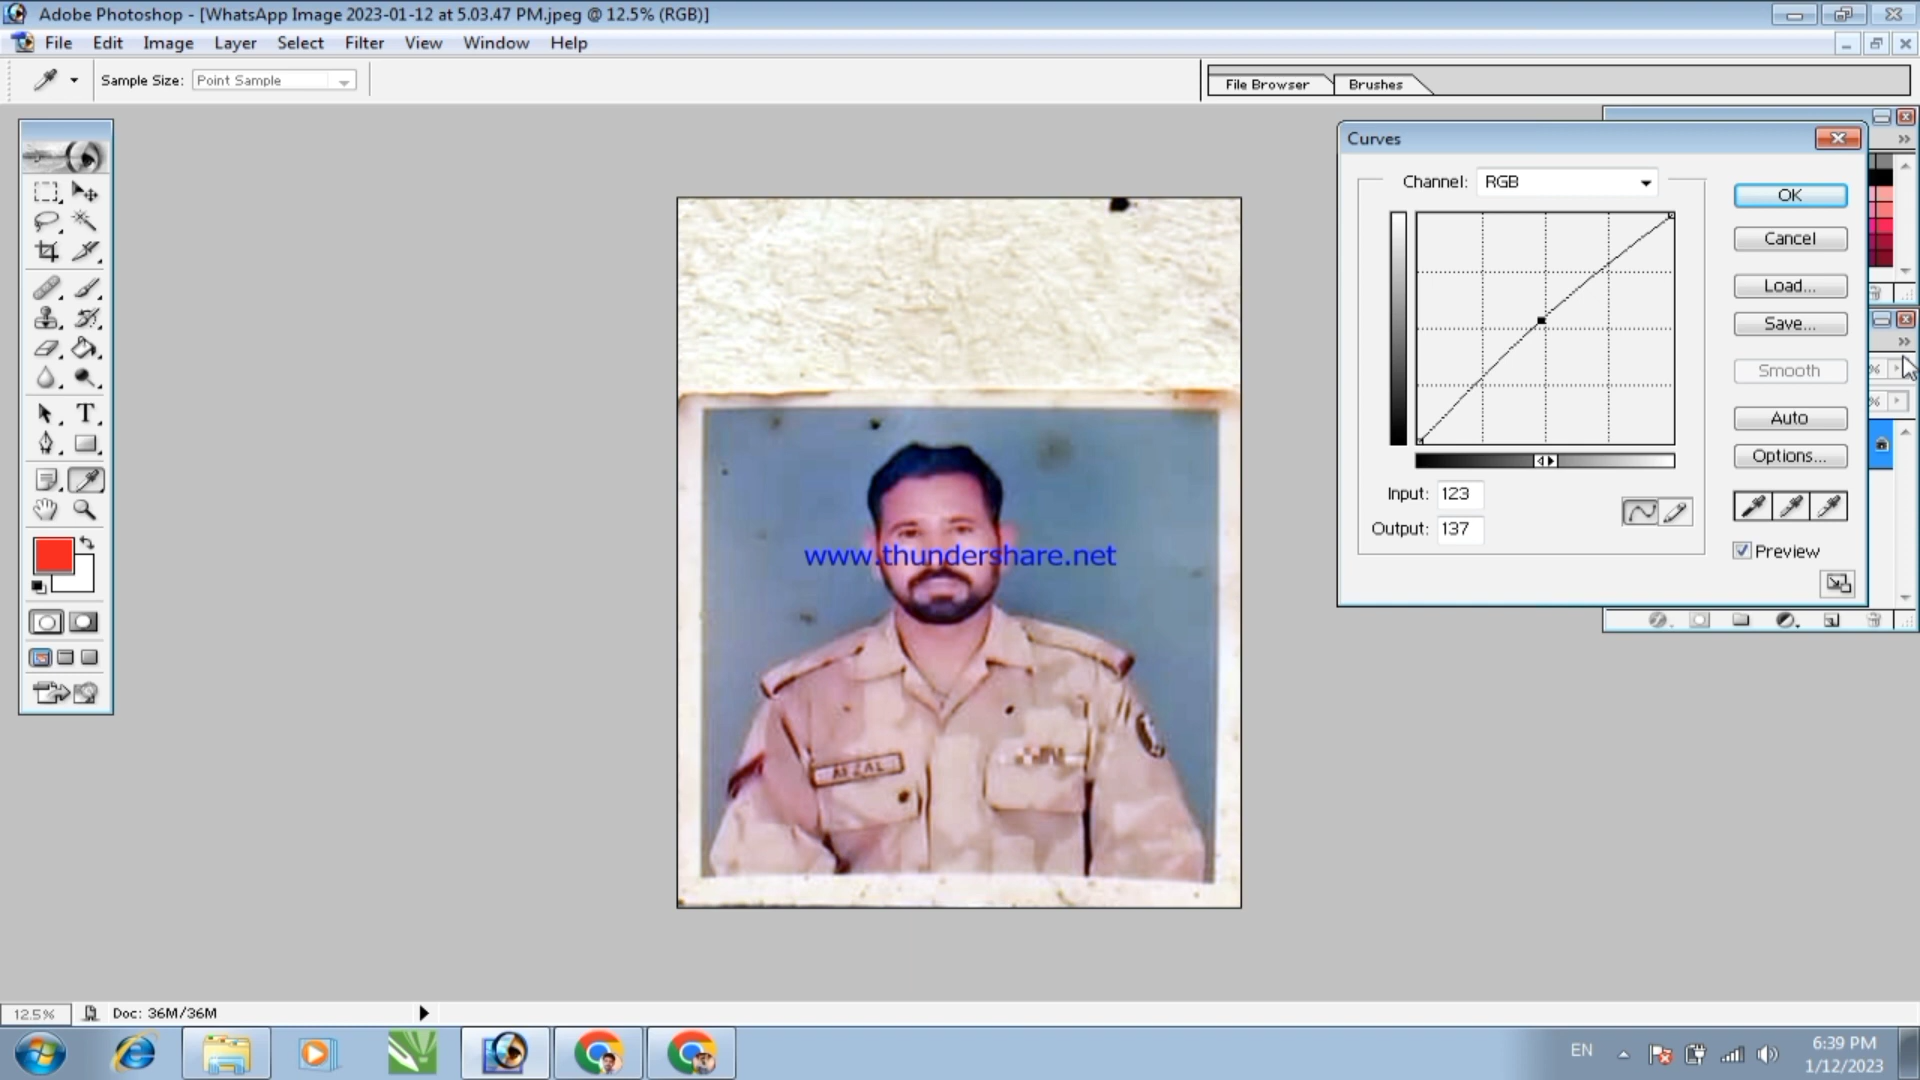 Adobe Photoshop - [WhatsApp Image 2023-01-12 at 5.03.47 PM.jpeg @ 12.5% (RGB)]
File Edit Image Layer Select Filter View Window Help
Sample Size: Point Sample
File Browser Brushes
Curves
Channel: RGB
OK
Cancel
Load...
Save...
Smooth
%
Auto
%
Options...
Input: 123
Output: 137
Preview
www.thundershare.net
AFZAL
12.5% Doc: 36M/36M
EN
6:39 PM
1/12/2023